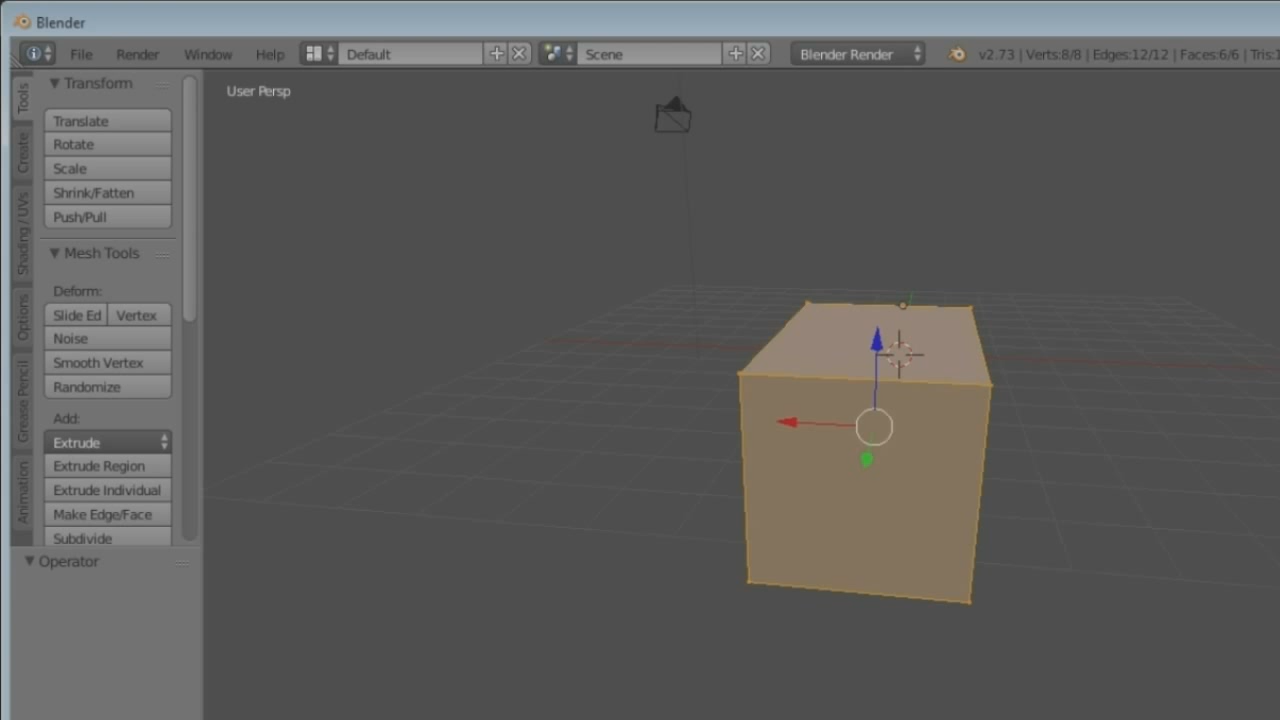 Blender
File Render Window Help Default Scene Blender Render v2.73 | Verts:8/8 | Edges:12/12 | Faces:6/6 | Tris:
Tools
Create
Shading / UVs
Options
Grease Pencil
Animation
Transform
Translate
Rotate
Scale
Shrink/Fatten
Push/Pull
Mesh Tools
Deform:
Slide Ed Vertex
Noise
Smooth Vertex
Randomize
Add:
Extrude
Extrude Region
Extrude Individual
Make Edge/Face
Subdivide
Operator
User Persp